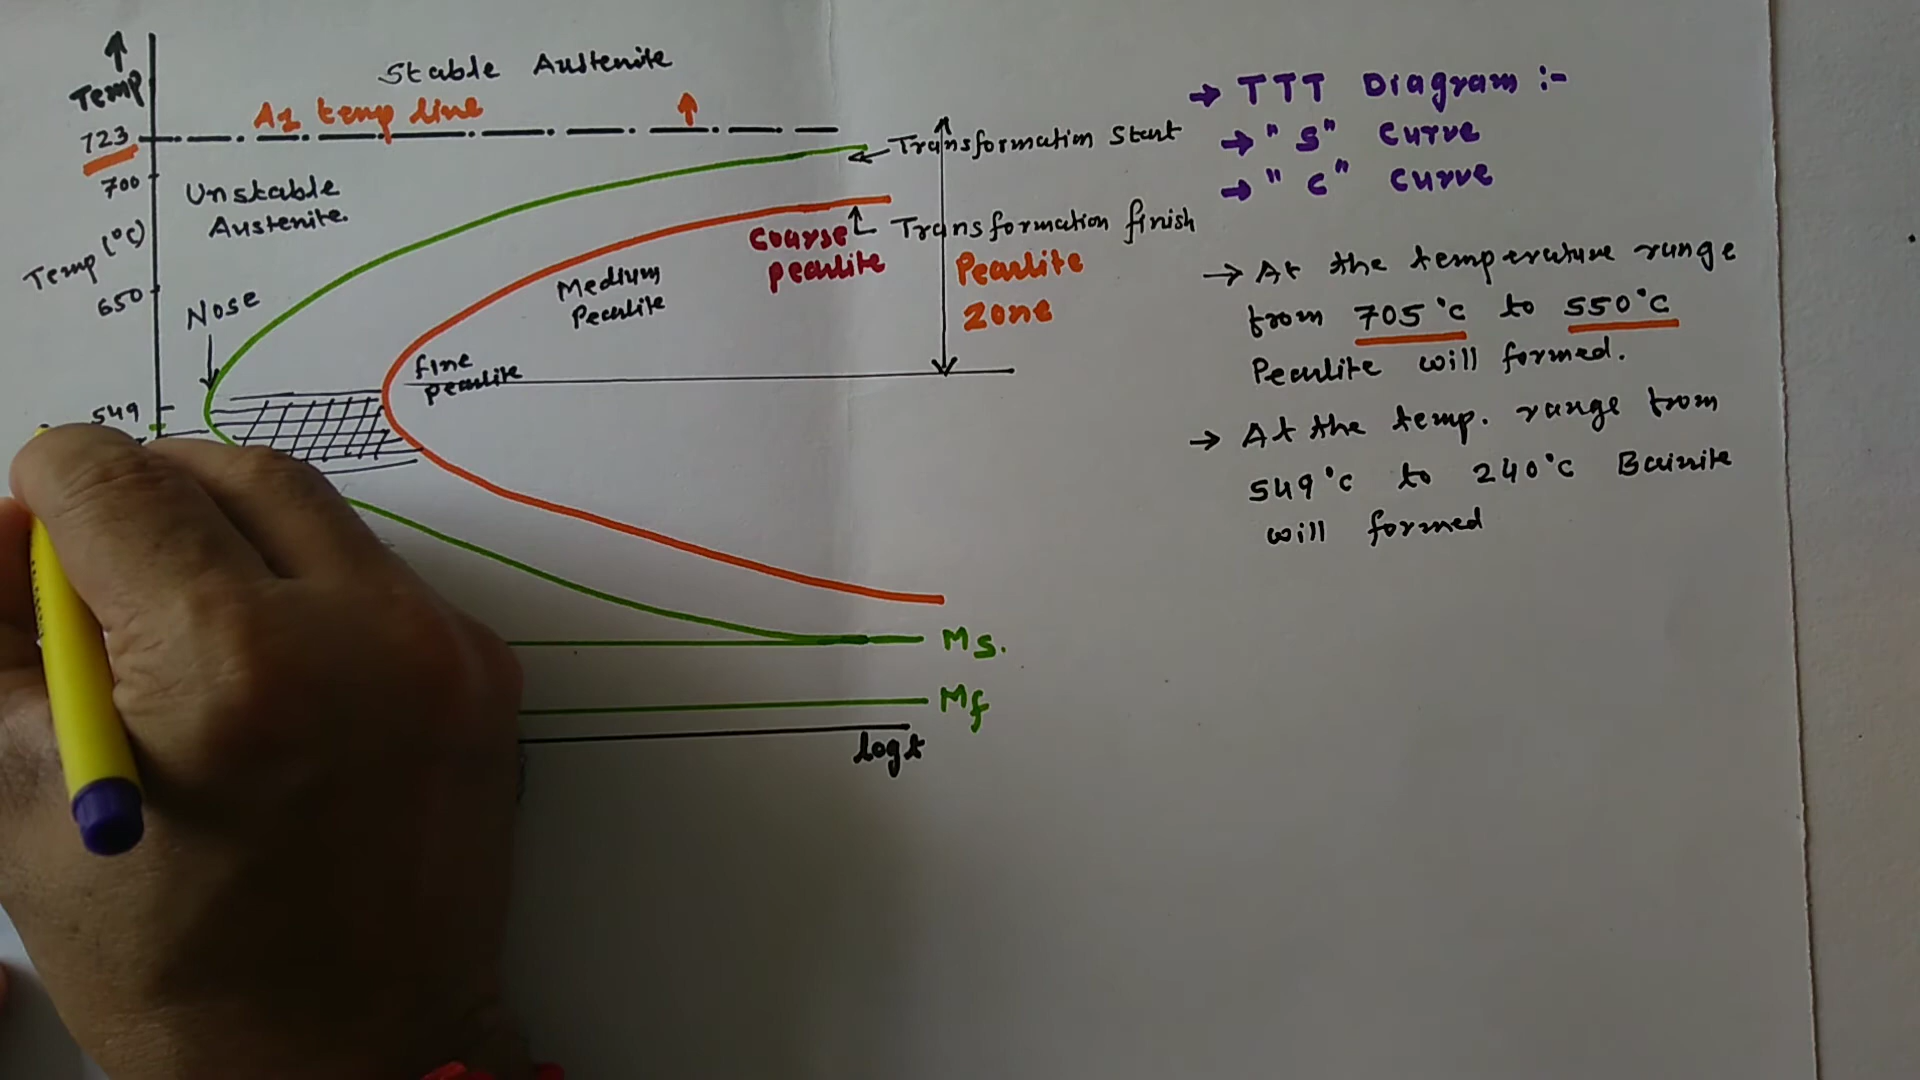 Temp
Stable Austenite
A1 temp line
723
Transformation Start
700
Unstable
Austenite.
Transformation finish
Coarse
pearlite
Pearlite
Zone
Temp (°C)
650
Medium
Pearlite
Nose
fine
pearlite
549
Ms.
Mf
log t
→ TTT Diagram :-
→ "S" Curve
→ "C" Curve
→ At the temperature range
from 705°C to 550°C
Pearlite will formed.
→ At the temp. range from
549°C to 240°C Bainite
will formed